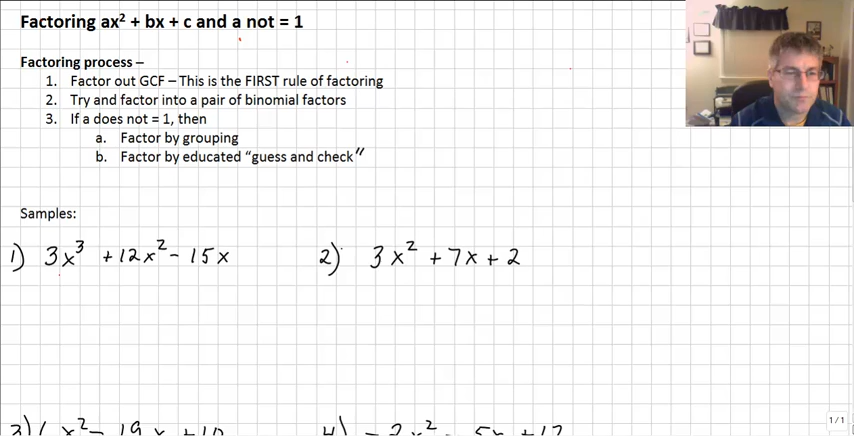 Factoring ax² + bx + c and a not = 1
Factoring process –
1. Factor out GCF – This is the FIRST rule of factoring
2. Try and factor into a pair of binomial factors
3. If a does not = 1, then
a. Factor by grouping
b. Factor by educated “guess and check”
Samples:
1) 3x³ + 12x² - 15x 2) 3x² + 7x + 2
1 / 1